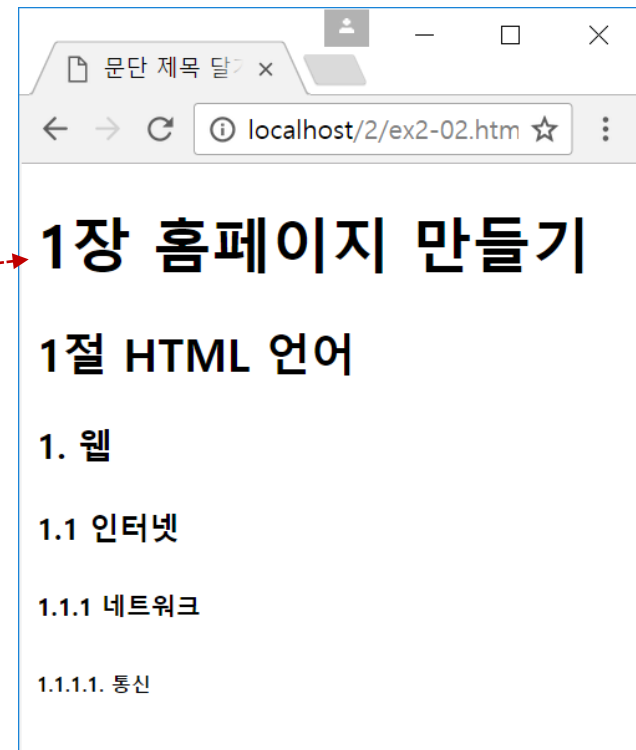 문단 제목 달
localhost/2/ex2-02.htm
1장 홈페이지 만들기
1절 HTML 언어
1. 웹
1.1 인터넷
1.1.1 네트워크
1.1.1.1. 통신